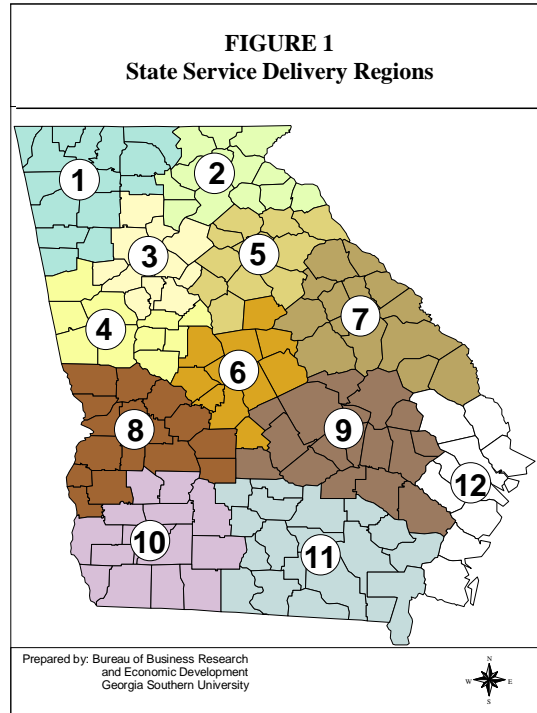 FIGURE 1
State Service Delivery Regions
1
2
3
5
7
4
6
8
9
12
10
11
Prepared by: Bureau of Business Research
and Economic Development
Georgia Southern University
N
W E
S